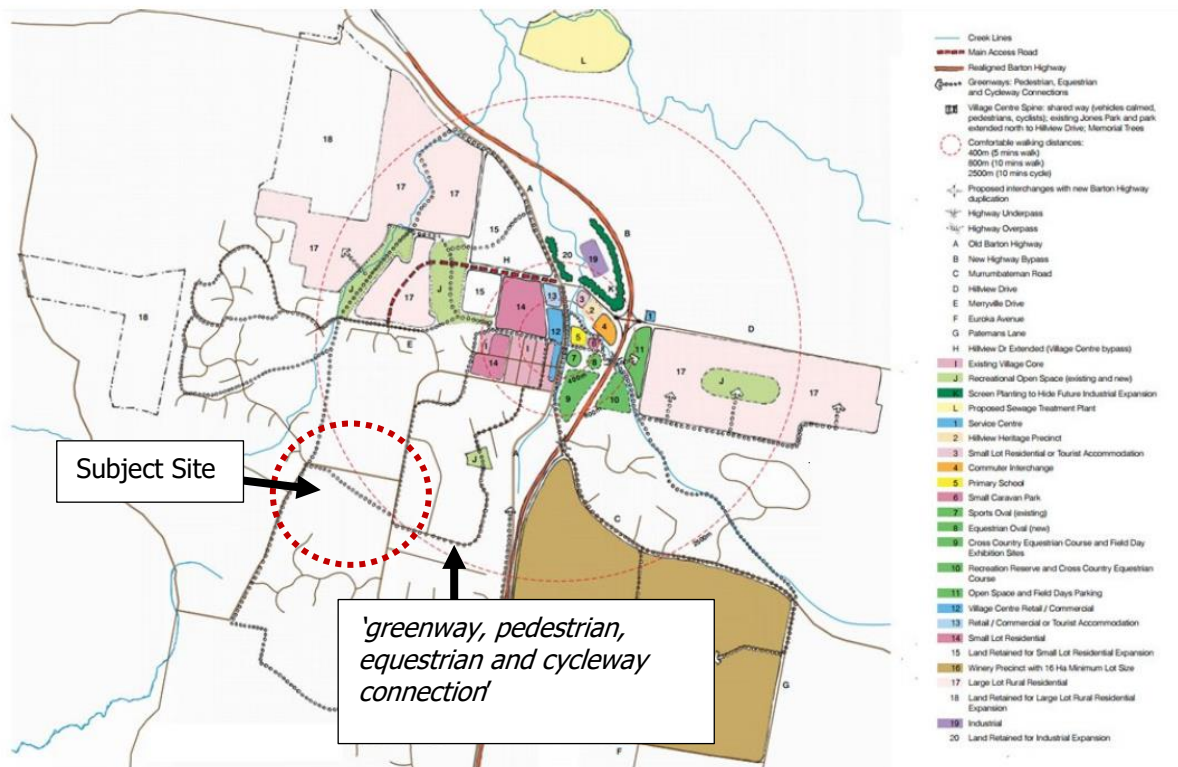 L
18
17
17
A
15
B
20
19
17
H
K
J
J
17
15
14
13
3
2
12
4
1
D
18
E
I
I
14
5
6
7
8
11
400m
9
10
17
J
J
C
G
F
Subject Site
'greenway, pedestrian,
equestrian and cycleway
connection'
Creek Lines
Main Access Road
Realigned Barton Highway
Greenways: Pedestrian, Equestrian
and Cycleway Connections
Village Centre Spine: shared way (vehicles calmed,
pedestrians, cyclists); existing Jones Park and park
extended north to Hillview Drive; Memorial Trees
Comfortable walking distances:
400m (5 mins walk)
800m (10 mins walk)
2500m (10 mins cycle)
Proposed interchanges with new Barton Highway
duplication
Highway Underpass
Highway Overpass
A Old Barton Highway
B New Highway Bypass
C Murrumbateman Road
D Hillview Drive
E Merryville Drive
F Euroka Avenue
G Patemans Lane
H Hillview Dr Extended (Village Centre bypass)
I Existing Village Core
J Recreational Open Space (existing and new)
K Screen Planting to Hide Future Industrial Expansion
L Proposed Sewage Treatment Plant
1 Service Centre
2 Hillview Heritage Precinct
3 Small Lot Residential or Tourist Accommodation
4 Commuter Interchange
5 Primary School
6 Small Caravan Park
7 Sports Oval (existing)
8 Equestrian Oval (new)
9 Cross Country Equestrian Course and Field Day
Exhibition Sites
10 Recreation Reserve and Cross Country Equestrian
Course
11 Open Space and Field Days Parking
12 Village Centre Retail / Commercial
13 Retail / Commercial or Tourist Accommodation
14 Small Lot Residential
15 Land Retained for Small Lot Residential Expansion
16 Winery Precinct with 16 Ha Minimum Lot Size
17 Large Lot Rural Residential
18 Land Retained for Large Lot Rural Residential
Expansion
19 Industrial
20 Land Retained for Industrial Expansion